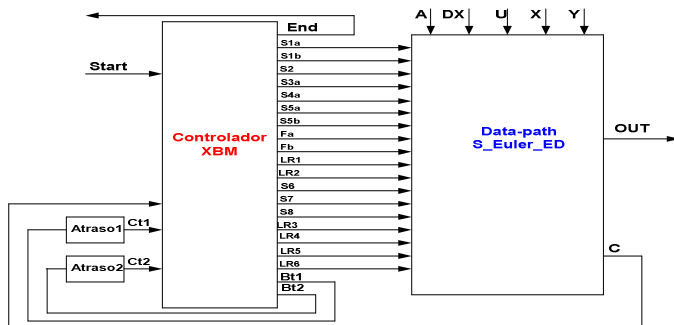 A DX U X Y
End
S1a
S1b
Start
S2
S3a
S4a
S5a
S5b
Controlador
XBM
Fa
Fb
Data-path
S_Euler_ED
OUT
LR1
LR2
S6
S7
S8
Atraso1 Ct1
LR3
LR4
C
LR5
Atraso2 Ct2
LR6
Bt1
Bt2